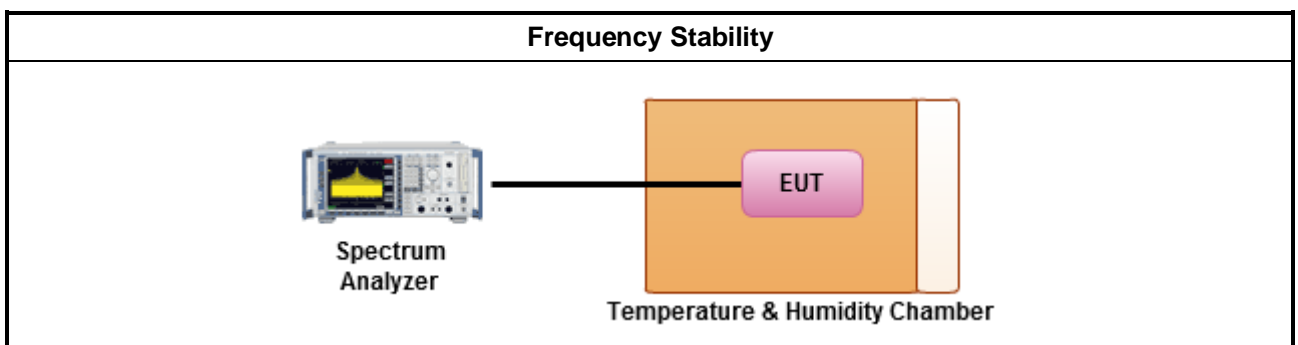 Frequency Stability
EUT
Spectrum
Analyzer
Temperature & Humidity Chamber